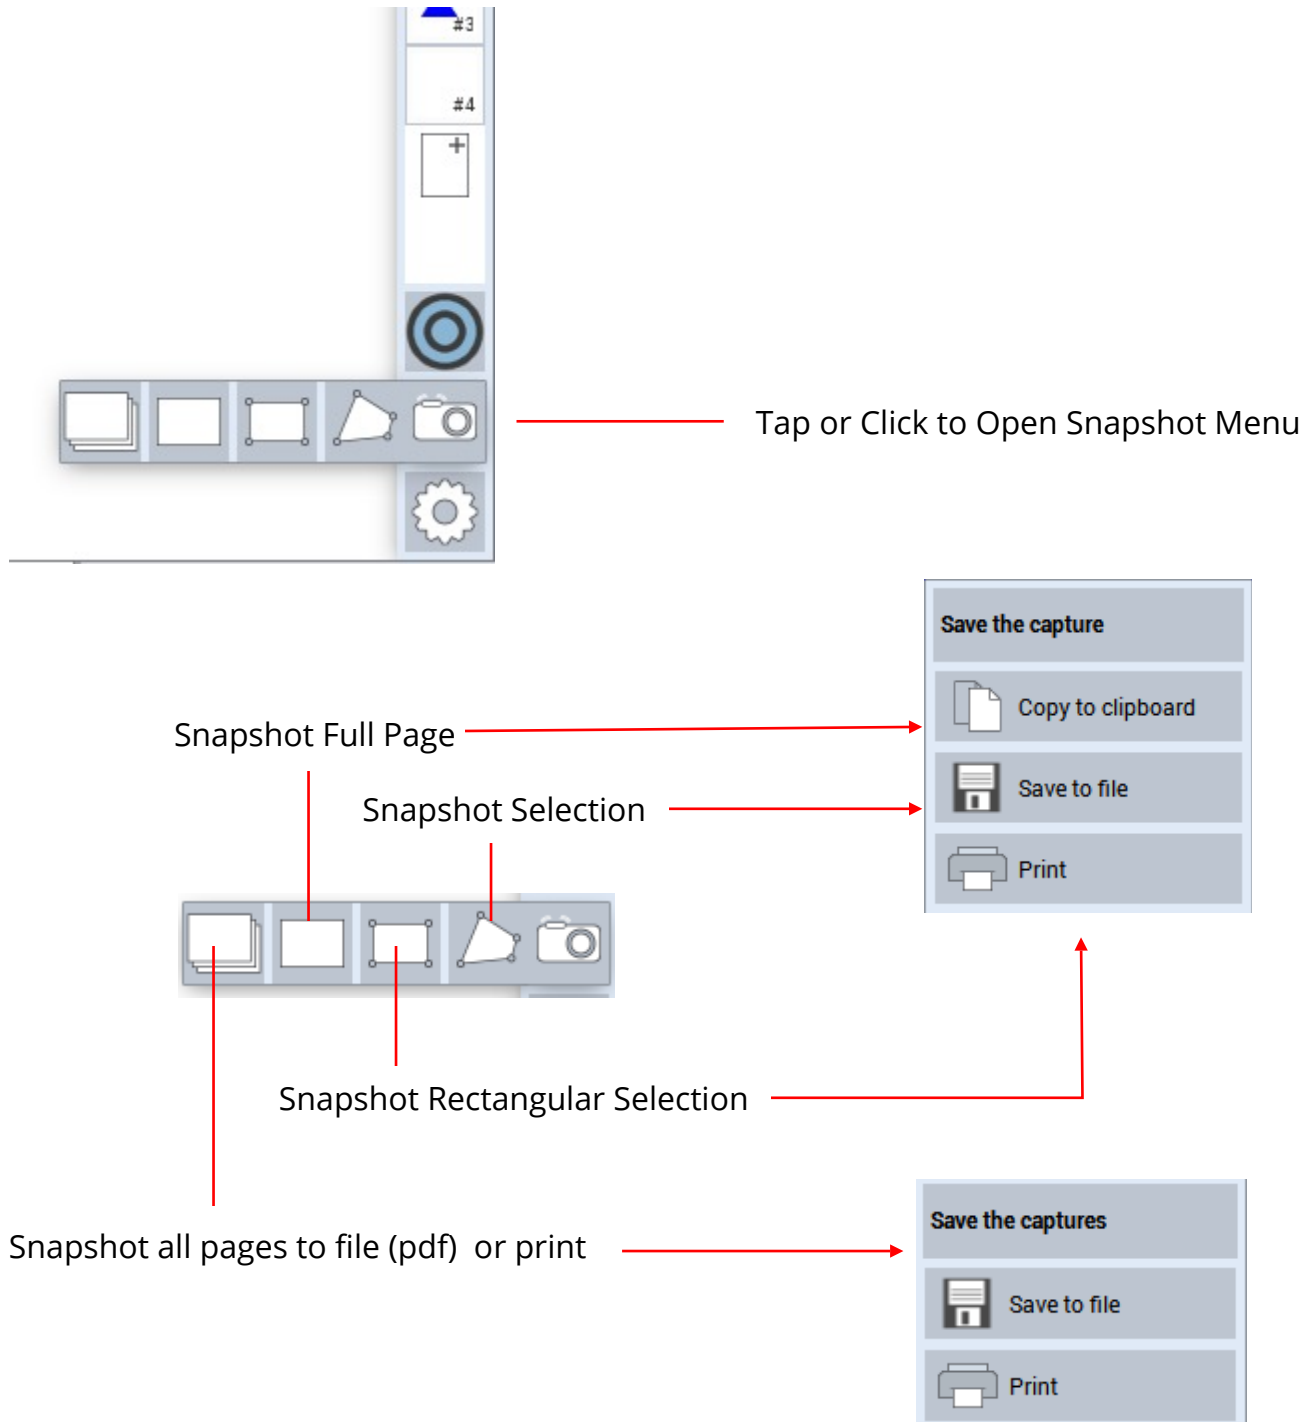 #3
#4
Tap or Click to Open Snapshot Menu
Save the capture
Copy to clipboard
Snapshot Full Page
Save to file
Snapshot Selection
Print
Snapshot Rectangular Selection
Save the captures
Snapshot all pages to file (pdf)  or print
Save to file
Print